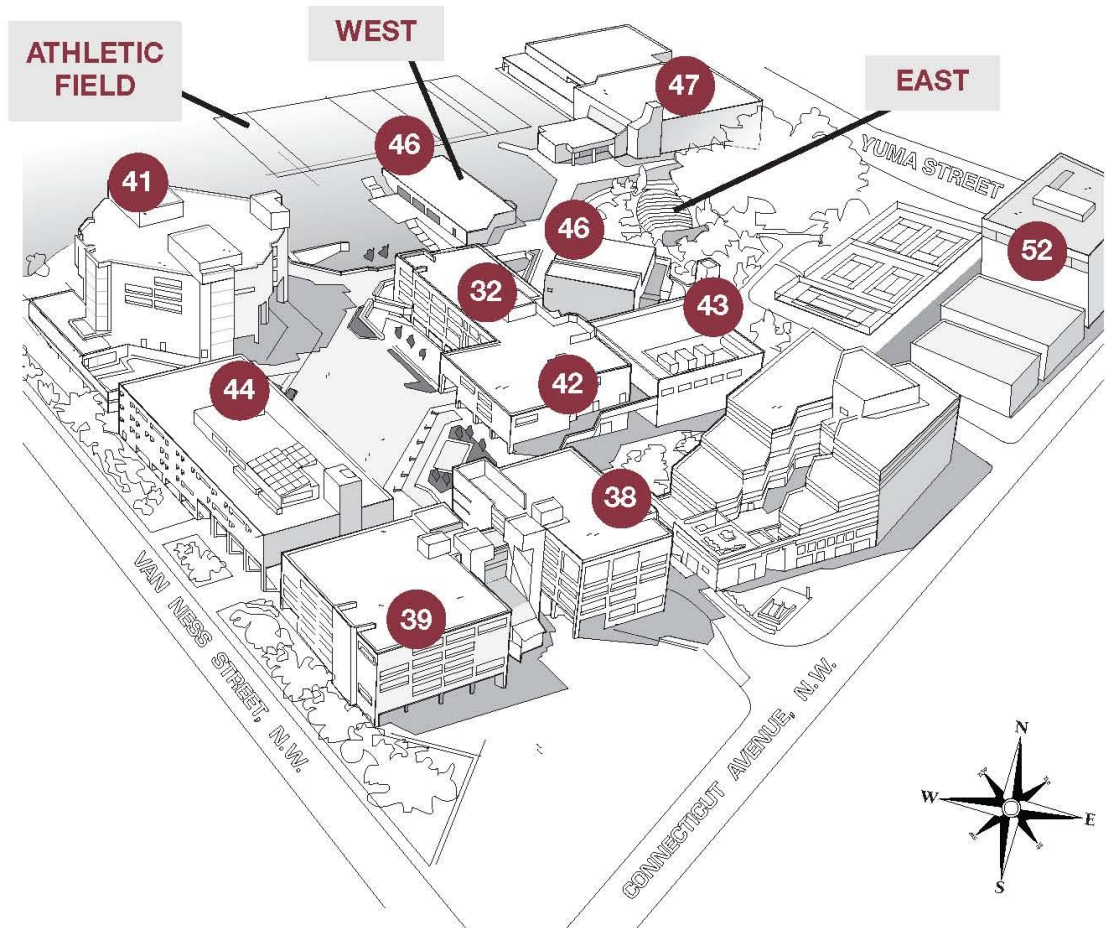 WEST
ATHLETIC
FIELD
47
EAST
46
41
YUMA STREET
46
52
32
43
44
42
38
39
VAN NESS STREET, N.W.
CONNECTICUT AVENUE, N.W.
N
W
E
S